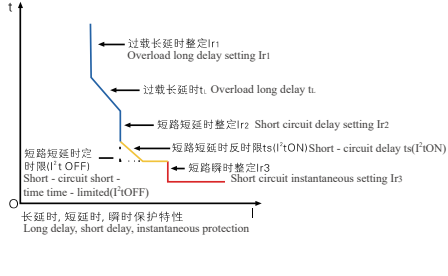 t
过载长延时整定Ir1
Overload long delay setting Ir1
过载长延时tL Overload long delay tL
短路短延时整定Ir2 Short circuit delay setting Ir2
短路短延时反时限ts(I²tON)Short - circuit delay ts(I²tON)
短路短延时定
时限(I²t OFF)
Short - circuit short -
time time - limited(I²tOFF)
短路瞬时整定Ir3
Short circuit instantaneous setting Ir3
O
I
长延时, 短延时, 瞬时保护特性
Long delay, short delay, instantaneous protection